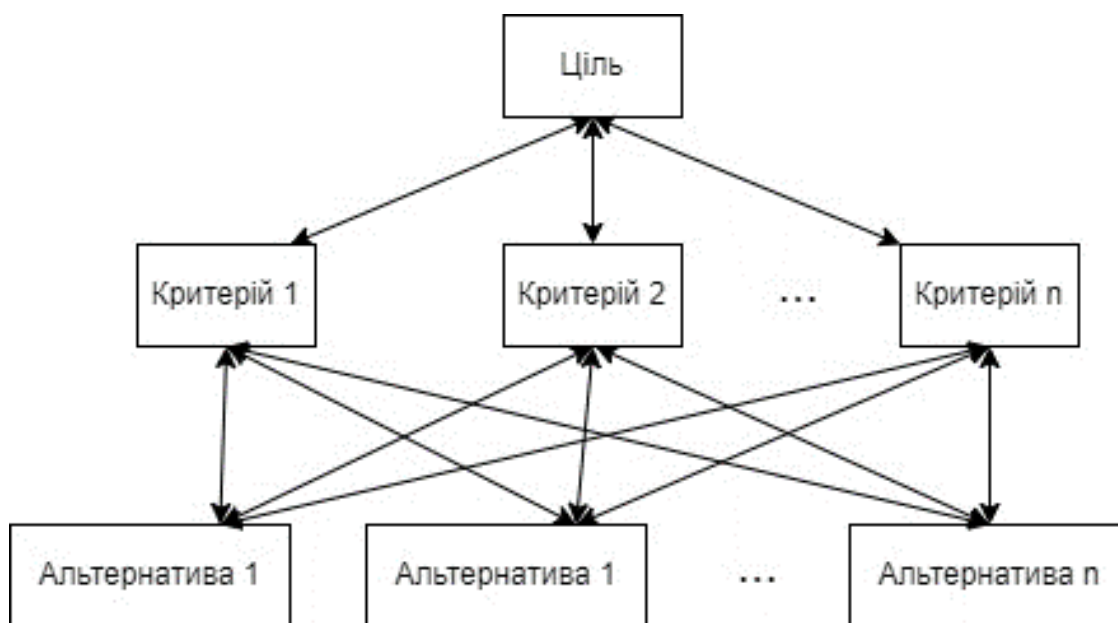 Ціль
Критерій 1
Критерій 2
...
Критерій n
Альтернатива 1
Альтернатива 1
...
Альтернатива n